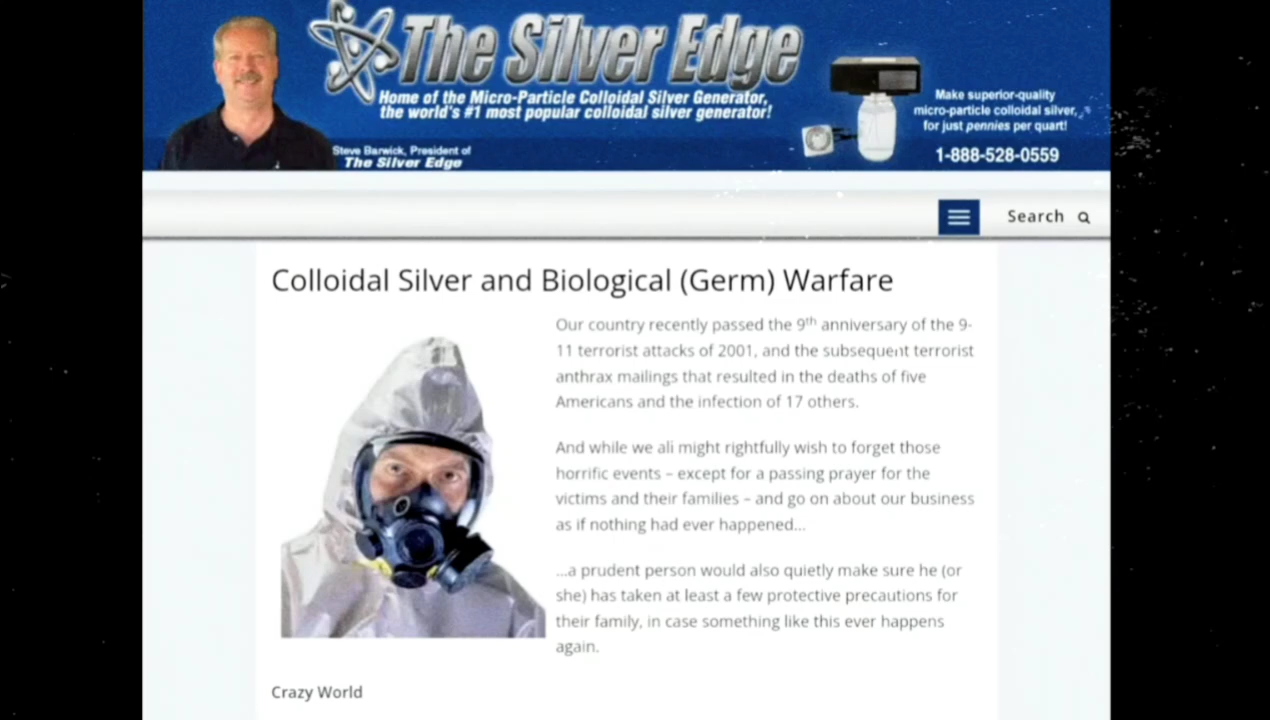 The Silver Edge
Home of the Micro-Particle Colloidal Silver Generator,
the world's #1 most popular colloidal silver generator!
Steve Barwick, President of
The Silver Edge
Make superior-quality
micro-particle colloidal silver,
for just pennies per quart!
1-888-528-0559
Search
Colloidal Silver and Biological (Germ) Warfare
Our country recently passed the 9th anniversary of the 9-
11 terrorist attacks of 2001, and the subsequent terrorist
anthrax mailings that resulted in the deaths of five
Americans and the infection of 17 others.
And while we all might rightfully wish to forget those
horrific events – except for a passing prayer for the
victims and their families – and go on about our business
as if nothing had ever happened...
...a prudent person would also quietly make sure he (or
she) has taken at least a few protective precautions for
their family, in case something like this ever happens
again.
Crazy World